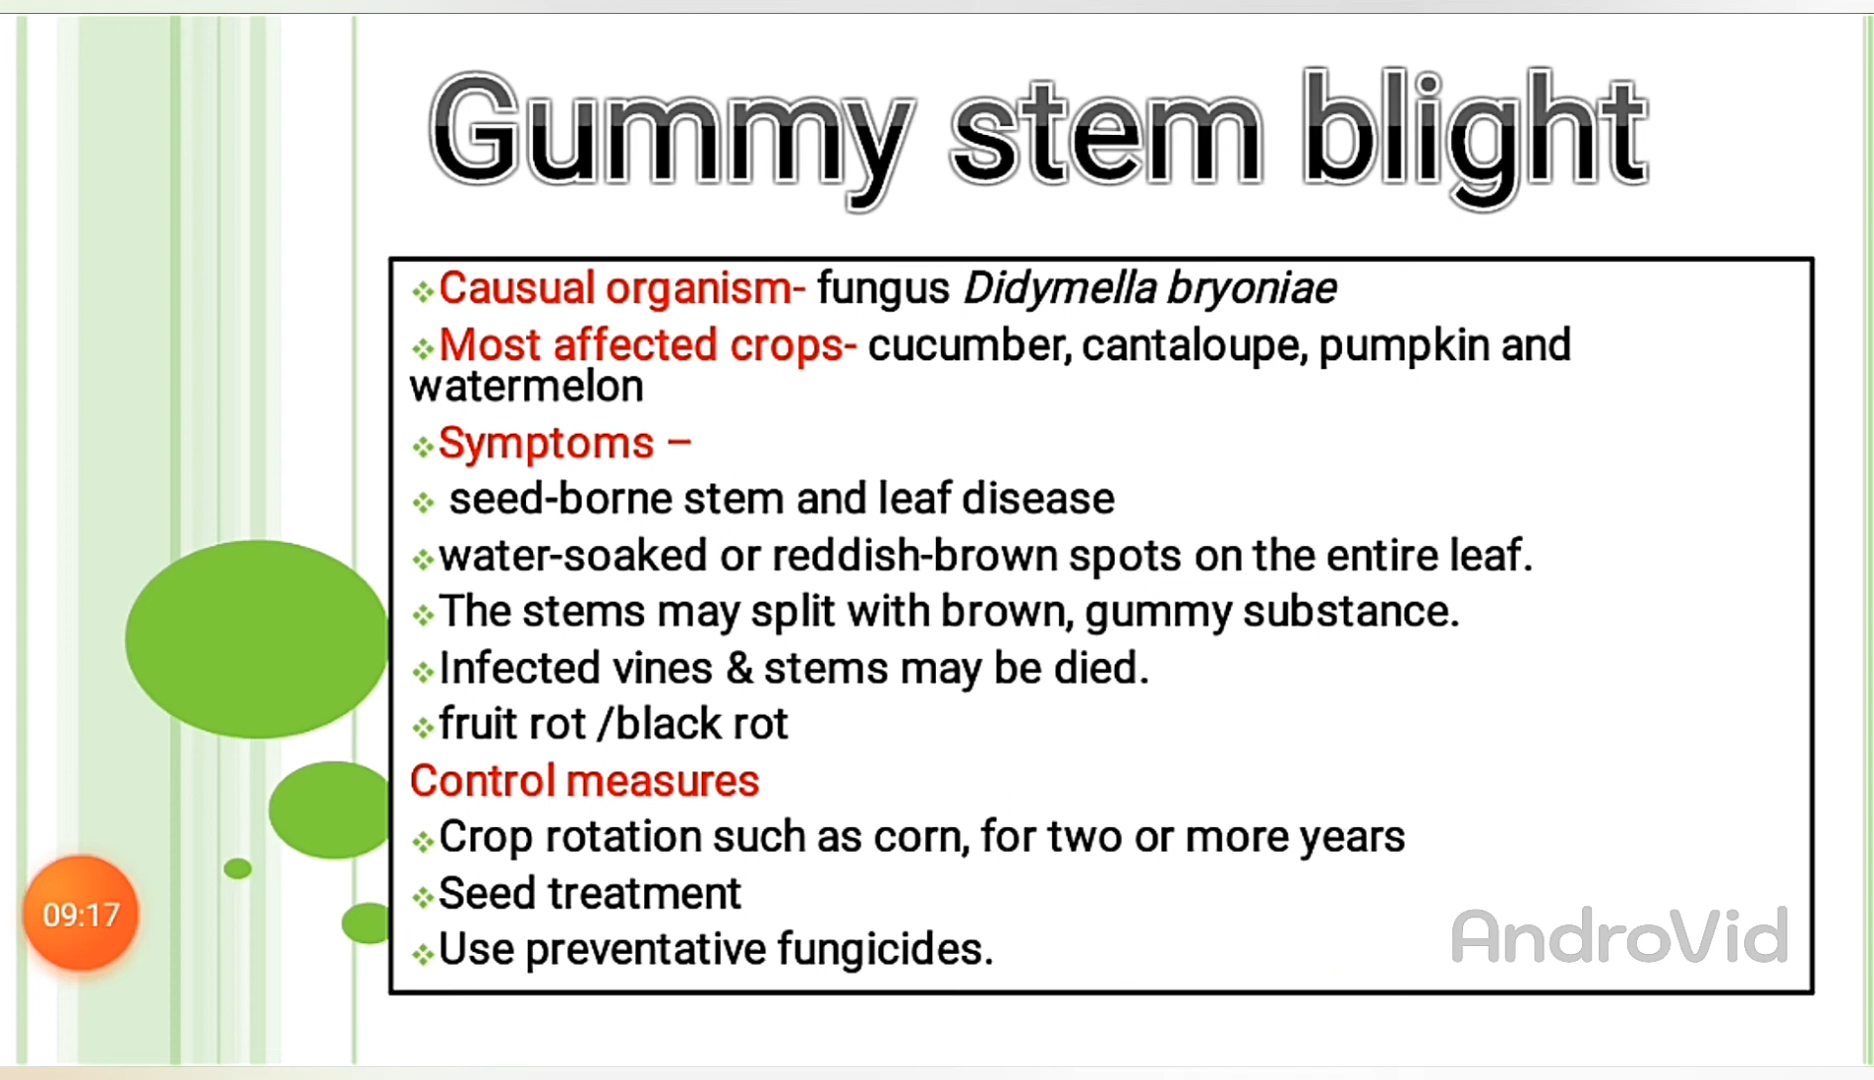 Gummy stem blight
❖Causual organism- fungus Didymella bryoniae
❖Most affected crops- cucumber, cantaloupe, pumpkin and
watermelon
❖Symptoms –
❖ seed-borne stem and leaf disease
❖water-soaked or reddish-brown spots on the entire leaf.
❖The stems may split with brown, gummy substance.
❖Infected vines & stems may be died.
❖fruit rot /black rot
Control measures
❖Crop rotation such as corn, for two or more years
❖Seed treatment
❖Use preventative fungicides.
09:17
AndroVid